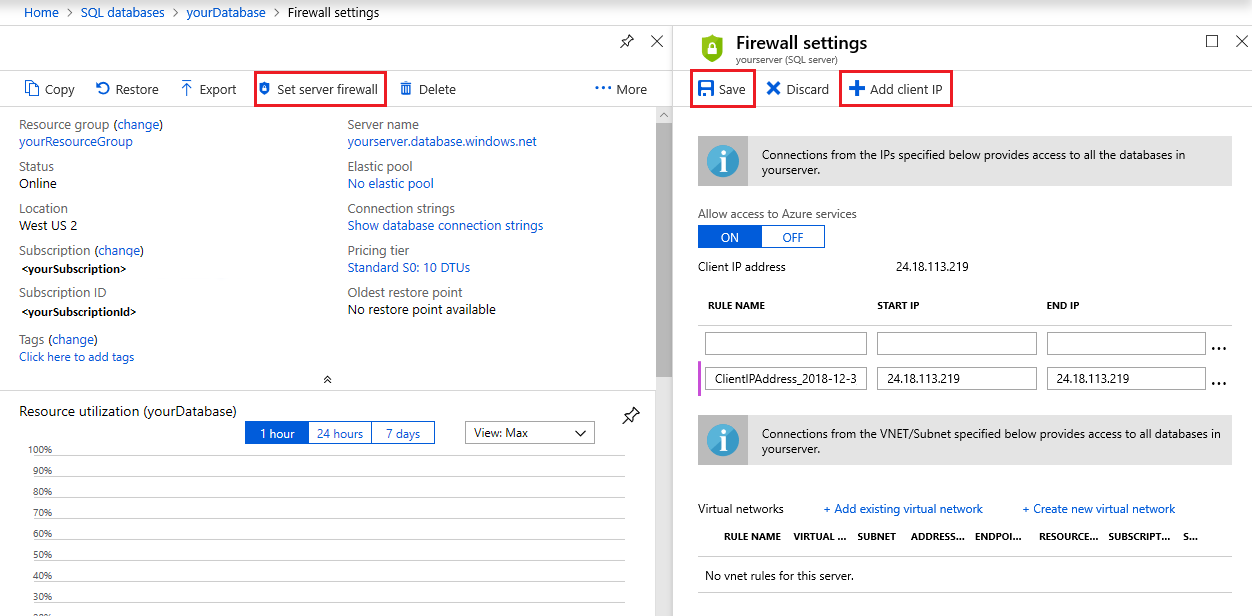 Home > SQL databases > yourDatabase > Firewall settings
Copy
Restore
Export
Set server firewall
Delete
More
Resource group (change)
yourResourceGroup
Status
Online
Location
West US 2
Subscription (change)
<yourSubscription>
Subscription ID
<yourSubscriptionId>
Tags (change)
Click here to add tags
Server name
yourserver.database.windows.net
Elastic pool
No elastic pool
Connection strings
Show database connection strings
Pricing tier
Standard S0: 10 DTUs
Oldest restore point
No restore point available
Resource utilization (yourDatabase)
1 hour
24 hours
7 days
View: Max
100%
90%
80%
70%
60%
50%
40%
30%
Firewall settings
yourserver (SQL server)
Save
Discard
Add client IP
Connections from the IPs specified below provides access to all the databases in
yourserver.
Allow access to Azure services
ON
OFF
Client IP address 24.18.113.219
RULE NAME START IP END IP
...
ClientIPAddress_2018-12-3 24.18.113.219 24.18.113.219 ...
Connections from the VNET/Subnet specified below provides access to all databases in
yourserver.
Virtual networks + Add existing virtual network + Create new virtual network
RULE NAME VIRTUAL ... SUBNET ADDRESS... ENDPOI... RESOURCE... SUBSCRIPT... S...
No vnet rules for this server.